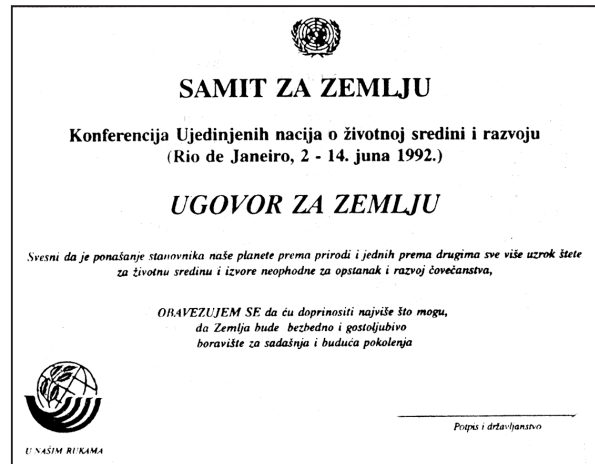 SAMIT ZA ZEMLJU
Konferencija Ujedinjenih nacija o životnoj sredini i razvoju
(Rio de Janeiro, 2 - 14. juna 1992.)
UGOVOR ZA ZEMLJU
Svesni da je ponašanje stanovnika naše planete prema prirodi i jednih prema drugima sve više uzrok štete
za životnu sredinu i izvore neophodne za opstanak i razvoj čovečanstva,
OBAVEZUJEM SE da ću doprinositi najviše što mogu,
da Zemlja bude bezbedno i gostoljubivo
boravište za sadašnja i buduća pokolenja
U NAŠIM RUKAMA
Potpis i državljanstvo